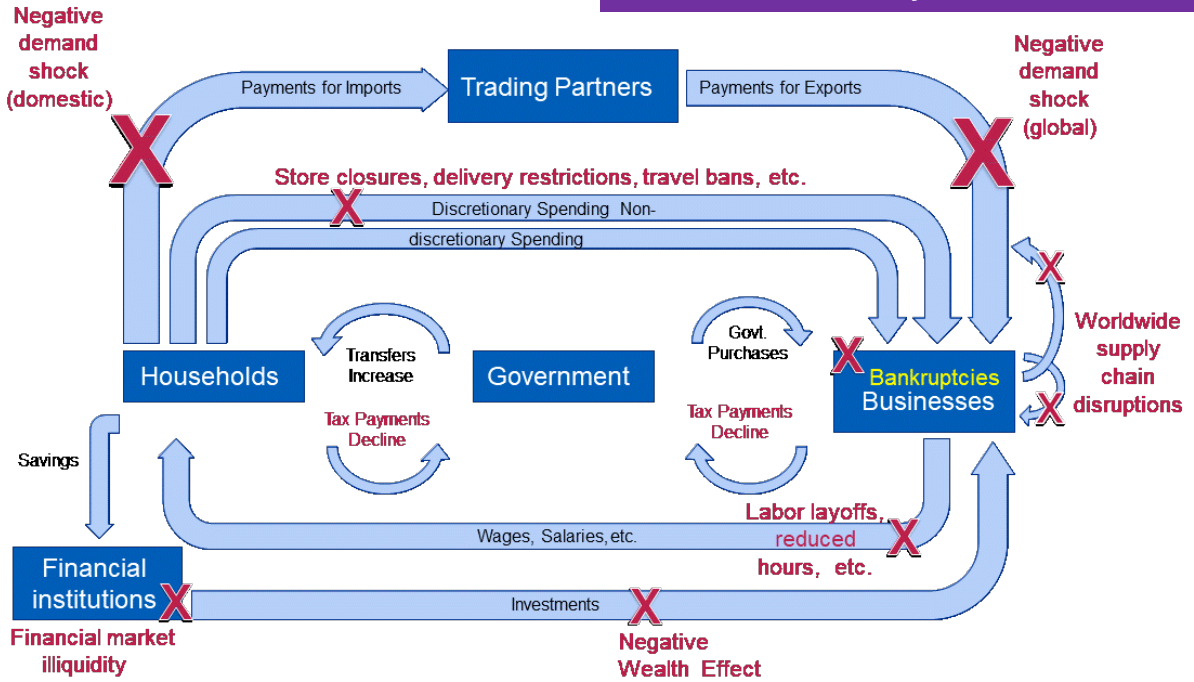 Negative
demand
shock
(domestic)
Payments for Imports
Trading Partners
Payments for Exports
Negative
demand
shock
(global)
Store closures, delivery restrictions, travel bans, etc.
Discretionary Spending Non-
discretionary Spending
Households
Transfers
Increase
Government
Govt.
Purchases
Bankruptcies
Businesses
Worldwide
supply
chain
disruptions
Tax Payments
Decline
Tax Payments
Decline
Savings
Wages, Salaries, etc.
Labor layoffs,
reduced
hours, etc.
Financial
institutions
Investments
Financial market
illiquidity
Negative
Wealth Effect